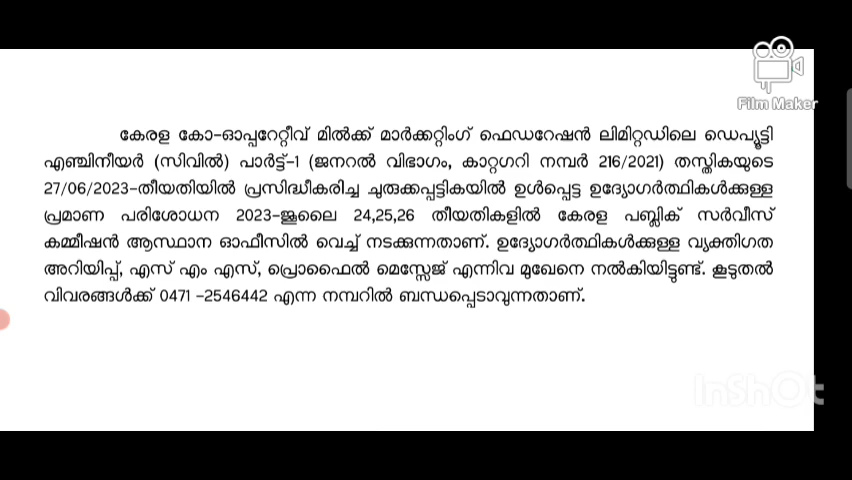 Film Maker
കേരള കോ-ഓപ്പറേറ്റീവ് മിൽക്ക് മാർക്കറ്റിംഗ് ഫെഡറേഷൻ ലിമിറ്റഡിലെ ഡെപ്യൂട്ടി
എഞ്ചിനീയർ (സിവിൽ) പാർട്ട്-1 (ജനറൽ വിഭാഗം, കാറ്റഗറി നമ്പർ 216/2021) തസ്തികയുടെ
27/06/2023-തീയതിയിൽ പ്രസിദ്ധീകരിച്ച ചുരുക്കപ്പട്ടികയിൽ ഉൾപ്പെട്ട ഉദ്യോഗർത്ഥികൾക്കുള്ള
പ്രമാണ പരിശോധന 2023-ജൂലൈ 24,25,26 തീയതികളിൽ കേരള പബ്ലിക് സർവീസ്
കമ്മീഷൻ ആസ്ഥാന ഓഫീസിൽ വെച്ച് നടക്കുന്നതാണ്. ഉദ്യോഗർത്ഥികൾക്കുള്ള വ്യക്തിഗത
അറിയിപ്പ്, എസ് എം എസ്, പ്രൊഫൈൽ മെസ്സേജ് എന്നിവ മുഖേനെ നൽകിയിട്ടുണ്ട്. കൂടുതൽ
വിവരങ്ങൾക്ക് 0471 -2546442 എന്ന നമ്പറിൽ ബന്ധപ്പെടാവുന്നതാണ്.
InShOt